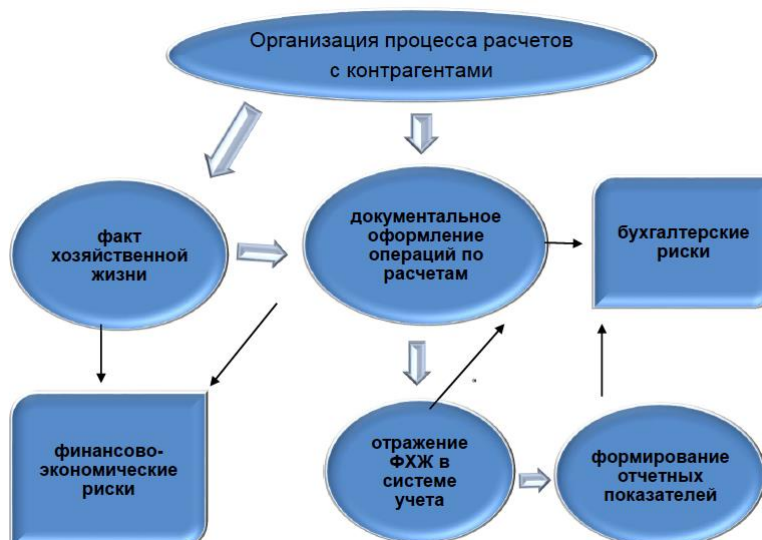 Организация процесса расчетов
с контрагентами
факт
хозяйственной
жизни
документальное
оформление
операций по
расчетам
бухгалтерские
риски
финансово-
экономические
риски
отражение
ФХЖ в
системе
учета
формирование
отчетных
показателей